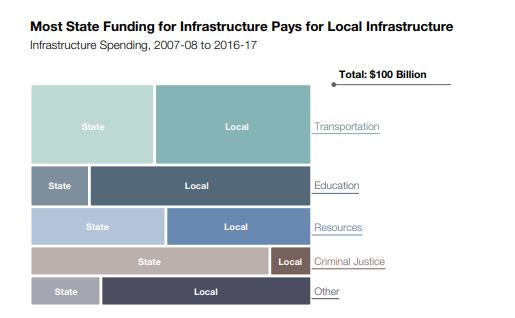 Most State Funding for Infrastructure Pays for Local Infrastructure
Infrastructure Spending, 2007-08 to 2016-17
Total: $100 Billion
State Local Transportation
State Local Education
State Local Resources
State Local Criminal Justice
State Local Other